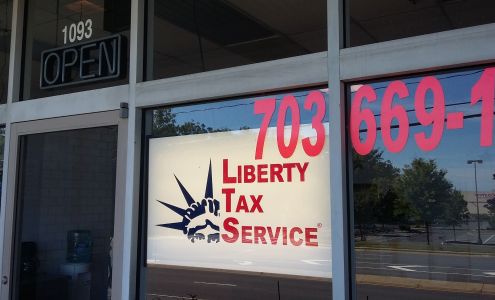 1093
OPEN
703 669-1
LIBERTY
TAX
SERVICE®